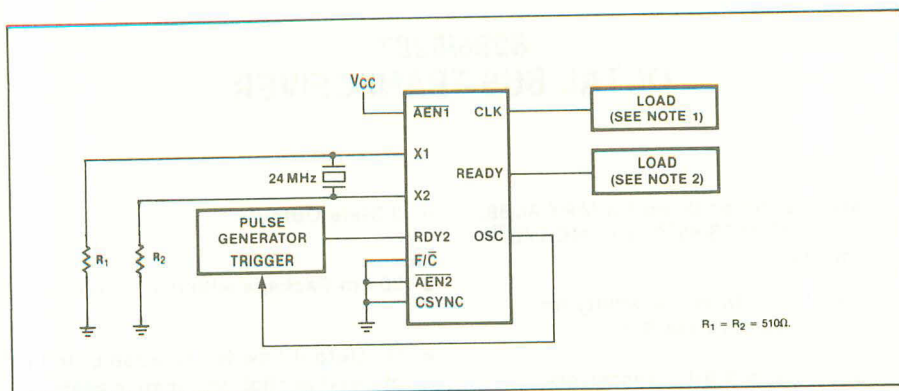 VCC
AEN1
CLK
LOAD
(SEE NOTE 1)
X1
24 MHz
READY
LOAD
(SEE NOTE 2)
X2
PULSE
GENERATOR
TRIGGER
RDY2
OSC
R1
R2
F/C̅
A̅E̅N̅2̅
CSYNC
R1 = R2 = 510Ω.